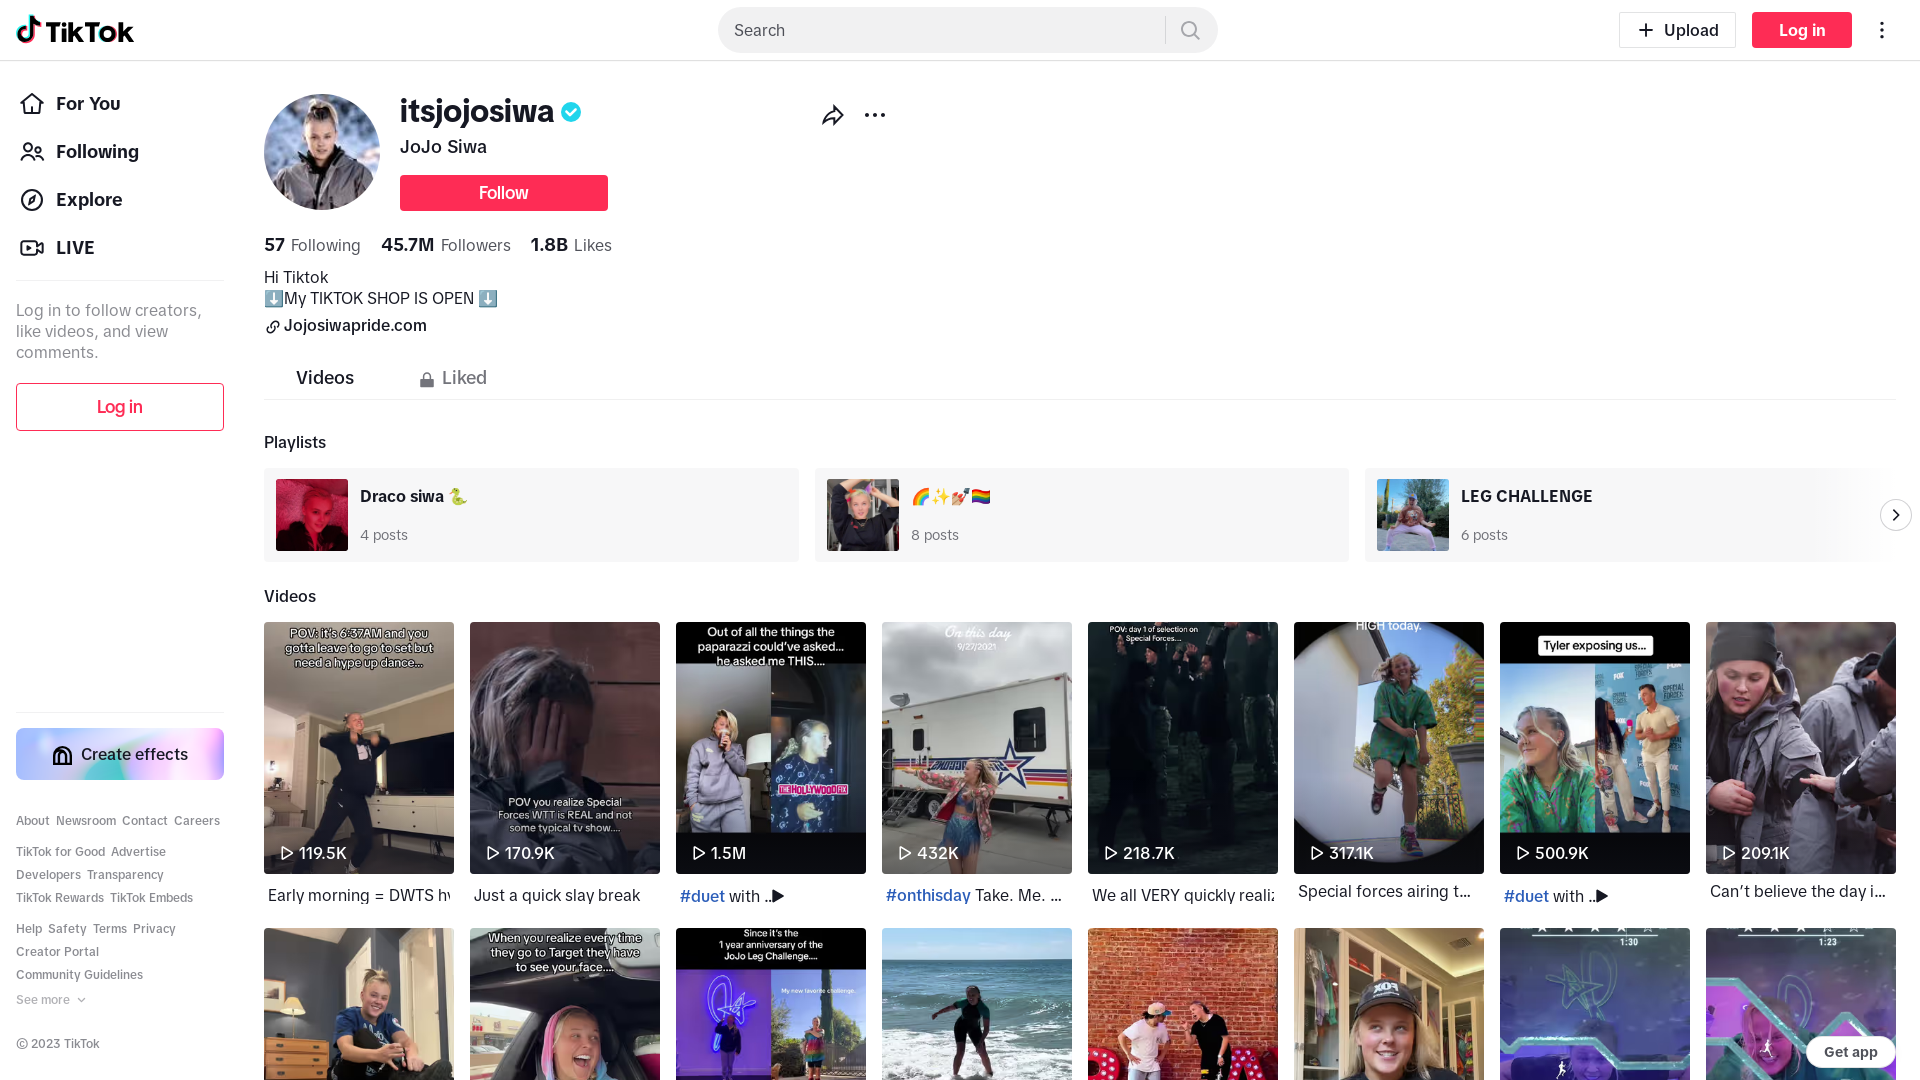 TikTok
Search
Upload
Log in
For You
Following
Explore
LIVE
Log in to follow creators,
like videos, and view
comments.
Log in
Create effects
About Newsroom Contact Careers
TikTok for Good Advertise
Developers Transparency
TikTok Rewards TikTok Embeds
Help Safety Terms Privacy
Creator Portal
Community Guidelines
See more
© 2023 TikTok
itsjojosiwa
JoJo Siwa
Follow
57 Following 45.7M Followers 1.8B Likes
Hi Tiktok
⬇️My TIKTOK SHOP IS OPEN ⬇️
Jojosiwapride.com
Videos
Liked
Playlists
Draco siwa 🐍
4 posts
🌈✨💅🏼🏳️‍🌈
8 posts
LEG CHALLENGE
6 posts
Videos
POV: it's 6:37AM and you
gotta leave to go to set but
need a hype up dance...
119.5K
Early morning = DWTS hy
POV you realize Special
Forces WTT is REAL and not
some typical tv show....
170.9K
Just a quick slay break
Out of all the things the
paparazzi could've asked...
he asked me THIS....
THE HOLLYWOOD FIX
1.5M
#duet with ...
On this day
9/27/2021
432K
#onthisday Take. Me. ...
POV: day 1 of selection on
Special Forces....
218.7K
We all VERY quickly realiz
HIGH today.
317.1K
Special forces airing t...
Tyler exposing us...
FOX
SPECIAL
FORCES
500.9K
#duet with ...
209.1K
Can't believe the day i...
When you realize every time
they go to Target they have
to see your face....
Since it's the
1 year anniversary of the
JoJo Leg Challenge....
My new favorite challenge.
FOX
1:30
1:23
Get app